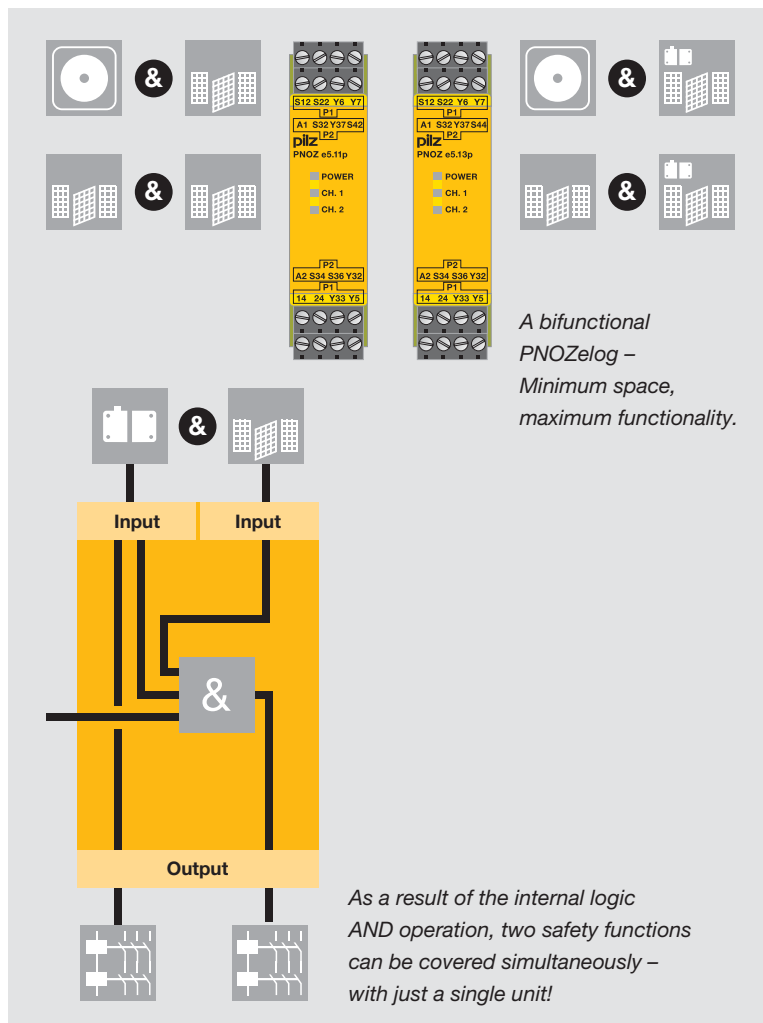 &
&
S12 S22 Y6 Y7
P1
A1 S32 Y37 S42
P2
pilz
PNOZ e5.11p
POWER
CH. 1
CH. 2
P2
A2 S34 S36 Y32
P1
14 24 Y33 Y5
S12 S22 Y6 Y7
P1
A1 S32 Y37 S44
P2
pilz
PNOZ e5.13p
POWER
CH. 1
CH. 2
P2
A2 S34 S36 Y32
P1
14 24 Y33 Y5
&
&
A bifunctional
PNOZelog –
Minimum space,
maximum functionality.
&
Input Input
&
Output
As a result of the internal logic
AND operation, two safety functions
can be covered simultaneously –
with just a single unit!